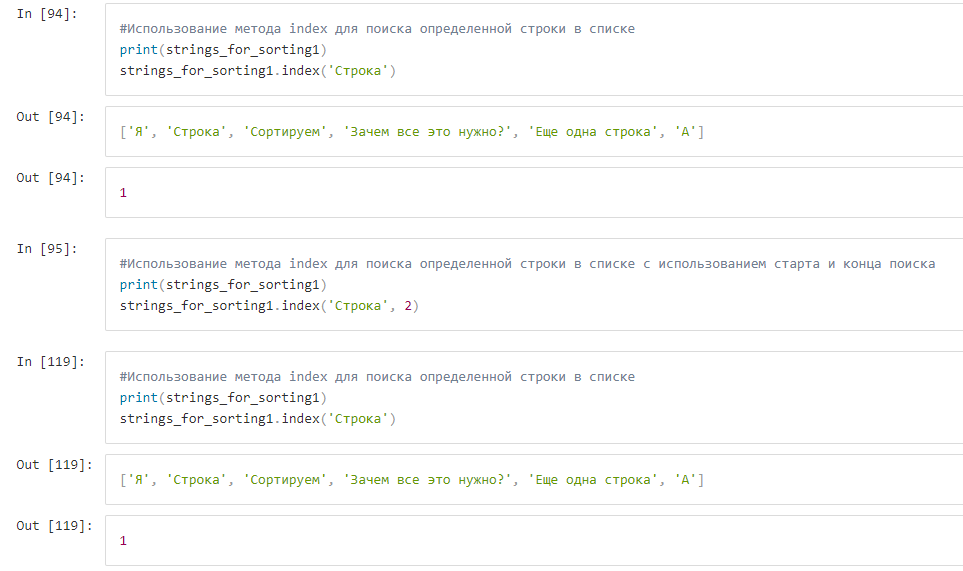 In [94]:
#Использование метода index для поиска определенной строки в списке
print(strings_for_sorting1)
strings_for_sorting1.index('Строка')
Out [94]:
['Я', 'Строка', 'Сортируем', 'Зачем все это нужно?', 'Еще одна строка', 'А']
Out [94]:
1
In [95]:
#Использование метода index для поиска определенной строки в списке с использованием старта и конца поиска
print(strings_for_sorting1)
strings_for_sorting1.index('Строка', 2)
In [119]:
#Использование метода index для поиска определенной строки в списке
print(strings_for_sorting1)
strings_for_sorting1.index('Строка')
Out [119]:
['Я', 'Строка', 'Сортируем', 'Зачем все это нужно?', 'Еще одна строка', 'А']
Out [119]:
1